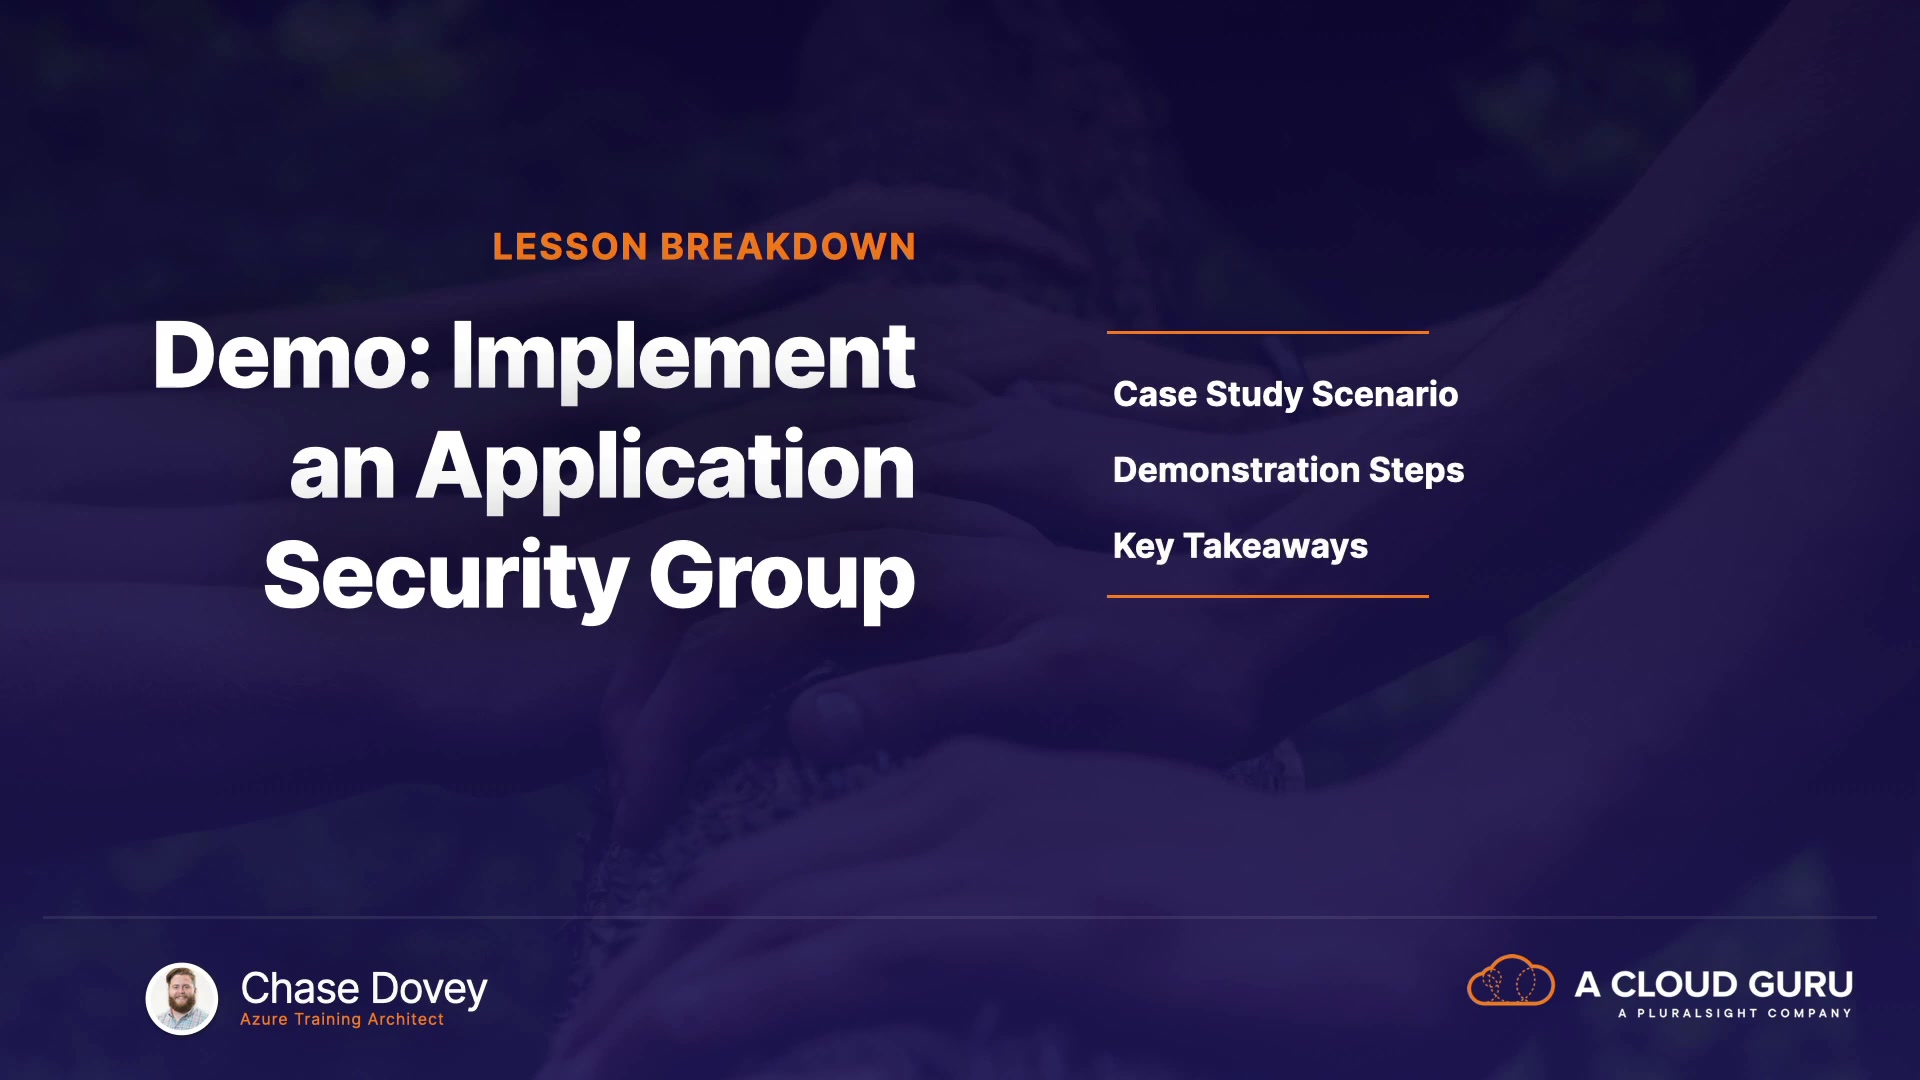 LESSON BREAKDOWN
Demo: Implement
an Application
Security Group
Case Study Scenario
Demonstration Steps
Key Takeaways
Chase Dovey
Azure Training Architect
A CLOUD GURU
A PLURALSIGHT COMPANY